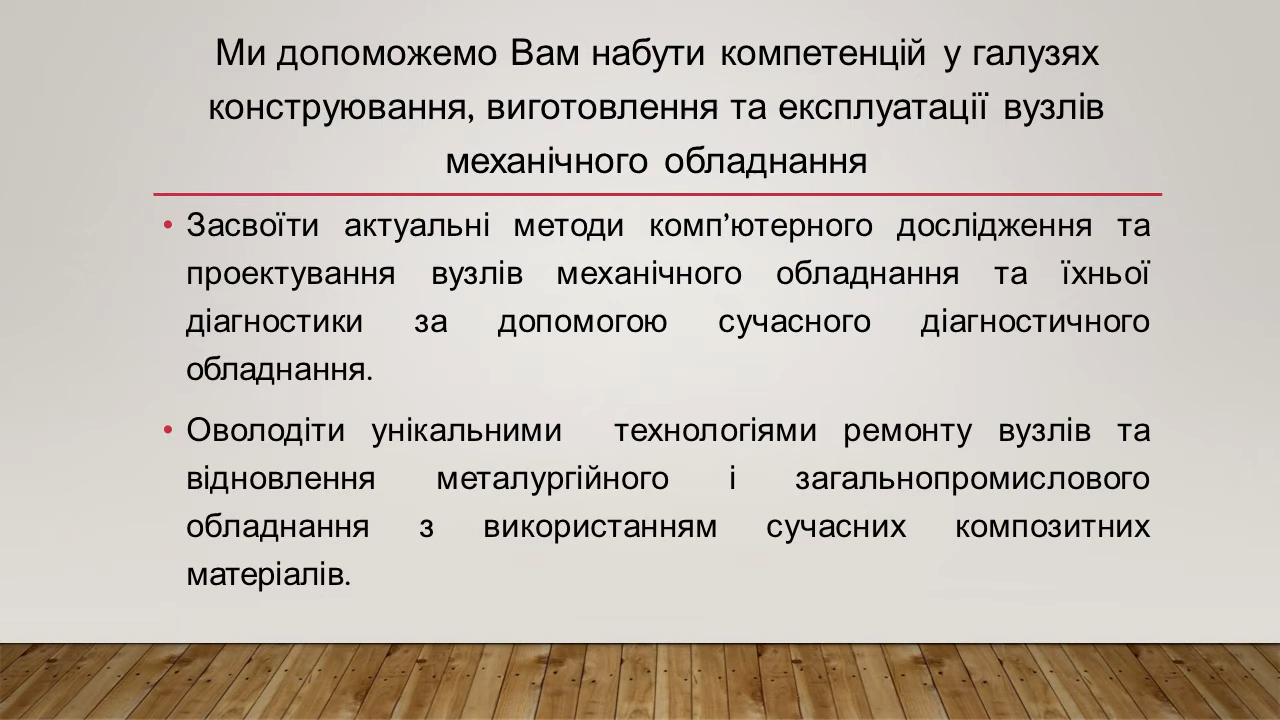 Ми допоможемо Вам набути компетенцій у галузях
конструювання, виготовлення та експлуатації вузлів
механічного обладнання
• Засвоїти актуальні методи комп’ютерного дослідження та
проектування вузлів механічного обладнання та їхньої
діагностики за допомогою сучасного діагностичного
обладнання.
• Оволодіти унікальними технологіями ремонту вузлів та
відновлення металургійного і загальнопромислового
обладнання з використанням сучасних композитних
матеріалів.